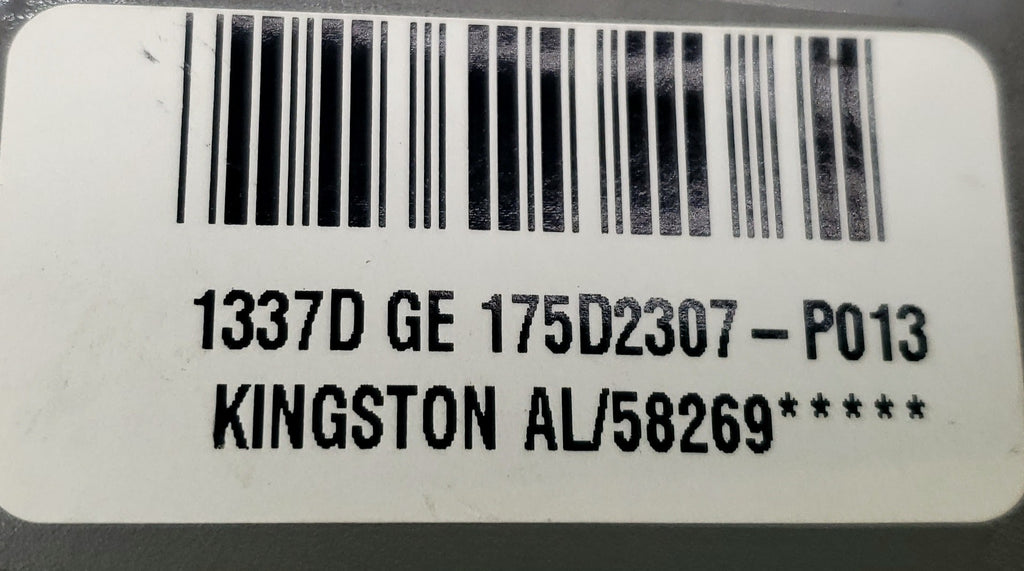 1337D GE 175D2307-P013
KINGSTON AL/58269*****